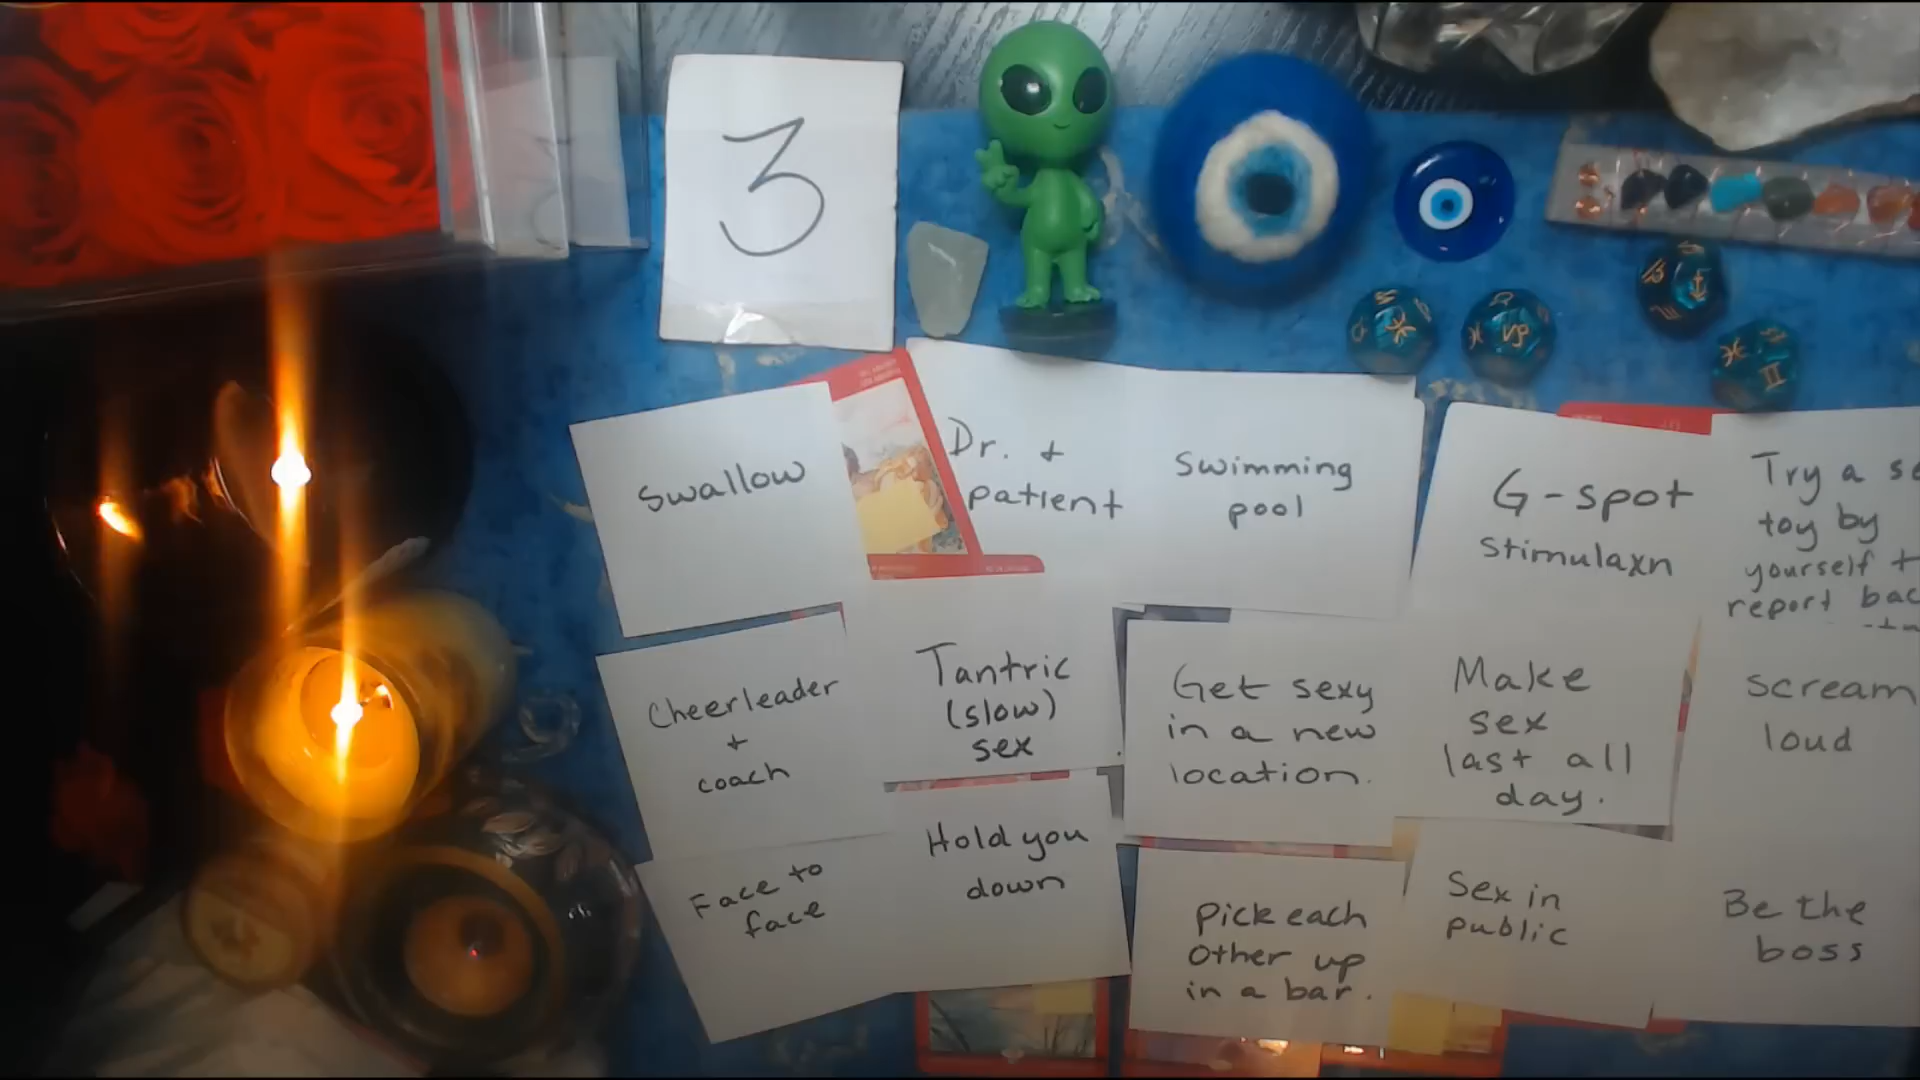 3
Swallow
Dr. +
patient
Swimming
pool
G-spot
stimulaxn
Try a
toy by
yourself +
report
Cheerleader
+
coach
Tantric
(slow)
sex
Get sexy
in a new
location.
Make
sex
last all
day.
scream
loud
Face to
face
Hold you
down
Pick each
other up
in a bar.
Sex in
public
Be the
boss